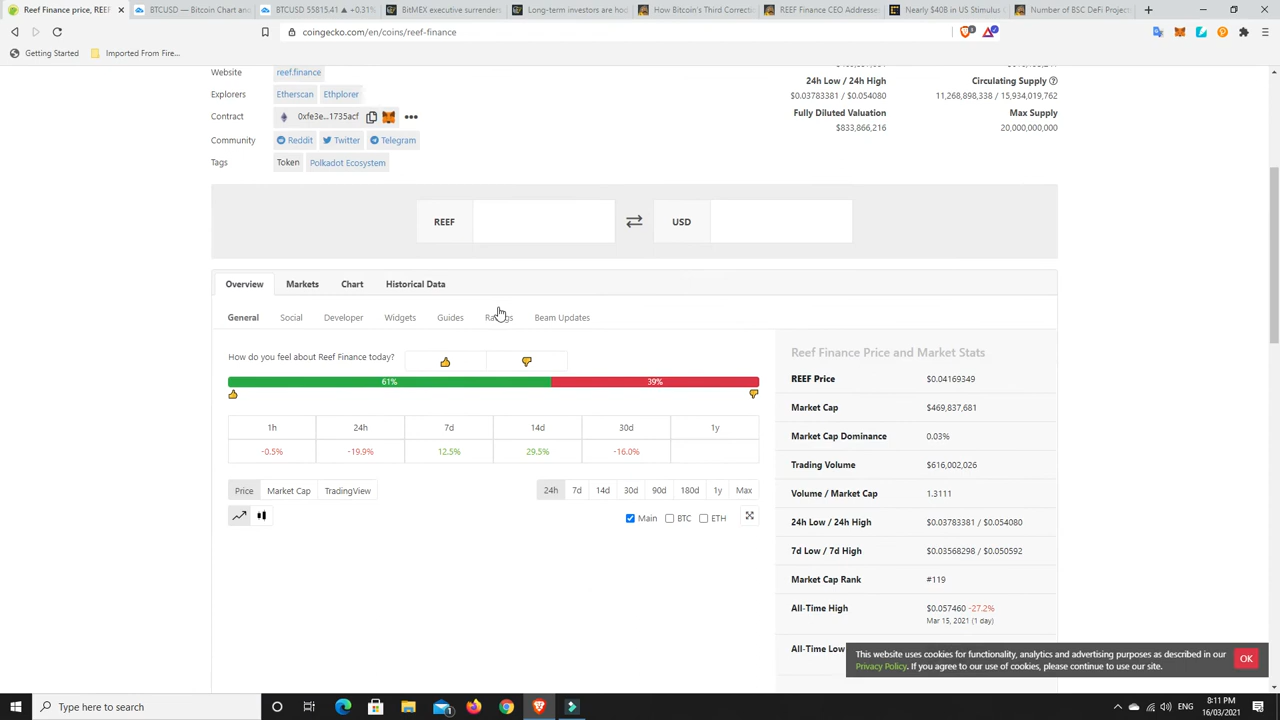 Reef Finance price, REEF
BTCUSD — Bitcoin Chart and
BTCUSD 55815.41 ▲ +0.31%
BitMEX executive surrenders
Long-term investors are hod
How Bitcoin's Third Correcti
REEF Finance CEO Addresse
Nearly $40B in US Stimulus
Number of BSC DeFi Project
coingecko.com/en/coins/reef-finance
Getting Started
Imported From Fire...
Website
reef.finance
24h Low / 24h High
Circulating Supply
Explorers
Etherscan
Ethplorer
$0.03783381 / $0.054080
11,268,898,338 / 15,934,019,762
Contract
0xfe3e...1735acf
Fully Diluted Valuation
Max Supply
$833,866,216
20,000,000,000
Community
Reddit
Twitter
Telegram
Tags
Token
Polkadot Ecosystem
REEF
USD
Overview
Markets
Chart
Historical Data
General
Social
Developer
Widgets
Guides
Ratings
Beam Updates
How do you feel about Reef Finance today?
61%
39%
1h
24h
7d
14d
30d
1y
-0.5%
-19.9%
12.5%
29.5%
-16.0%
Price
Market Cap
TradingView
24h
7d
14d
30d
90d
180d
1y
Max
Main
BTC
ETH
Reef Finance Price and Market Stats
REEF Price
$0.04169349
Market Cap
$469,837,681
Market Cap Dominance
0.03%
Trading Volume
$616,002,026
Volume / Market Cap
1.3111
24h Low / 24h High
$0.03783381 / $0.054080
7d Low / 7d High
$0.03568298 / $0.050592
Market Cap Rank
#119
All-Time High
$0.057460 -27.2%
Mar 15, 2021 (1 day)
All-Time Low
This website uses cookies for functionality, analytics and advertising purposes as described in our
Privacy Policy. If you agree to our use of cookies, please continue to use our site.
OK
Type here to search
ENG
8:11 PM
16/03/2021